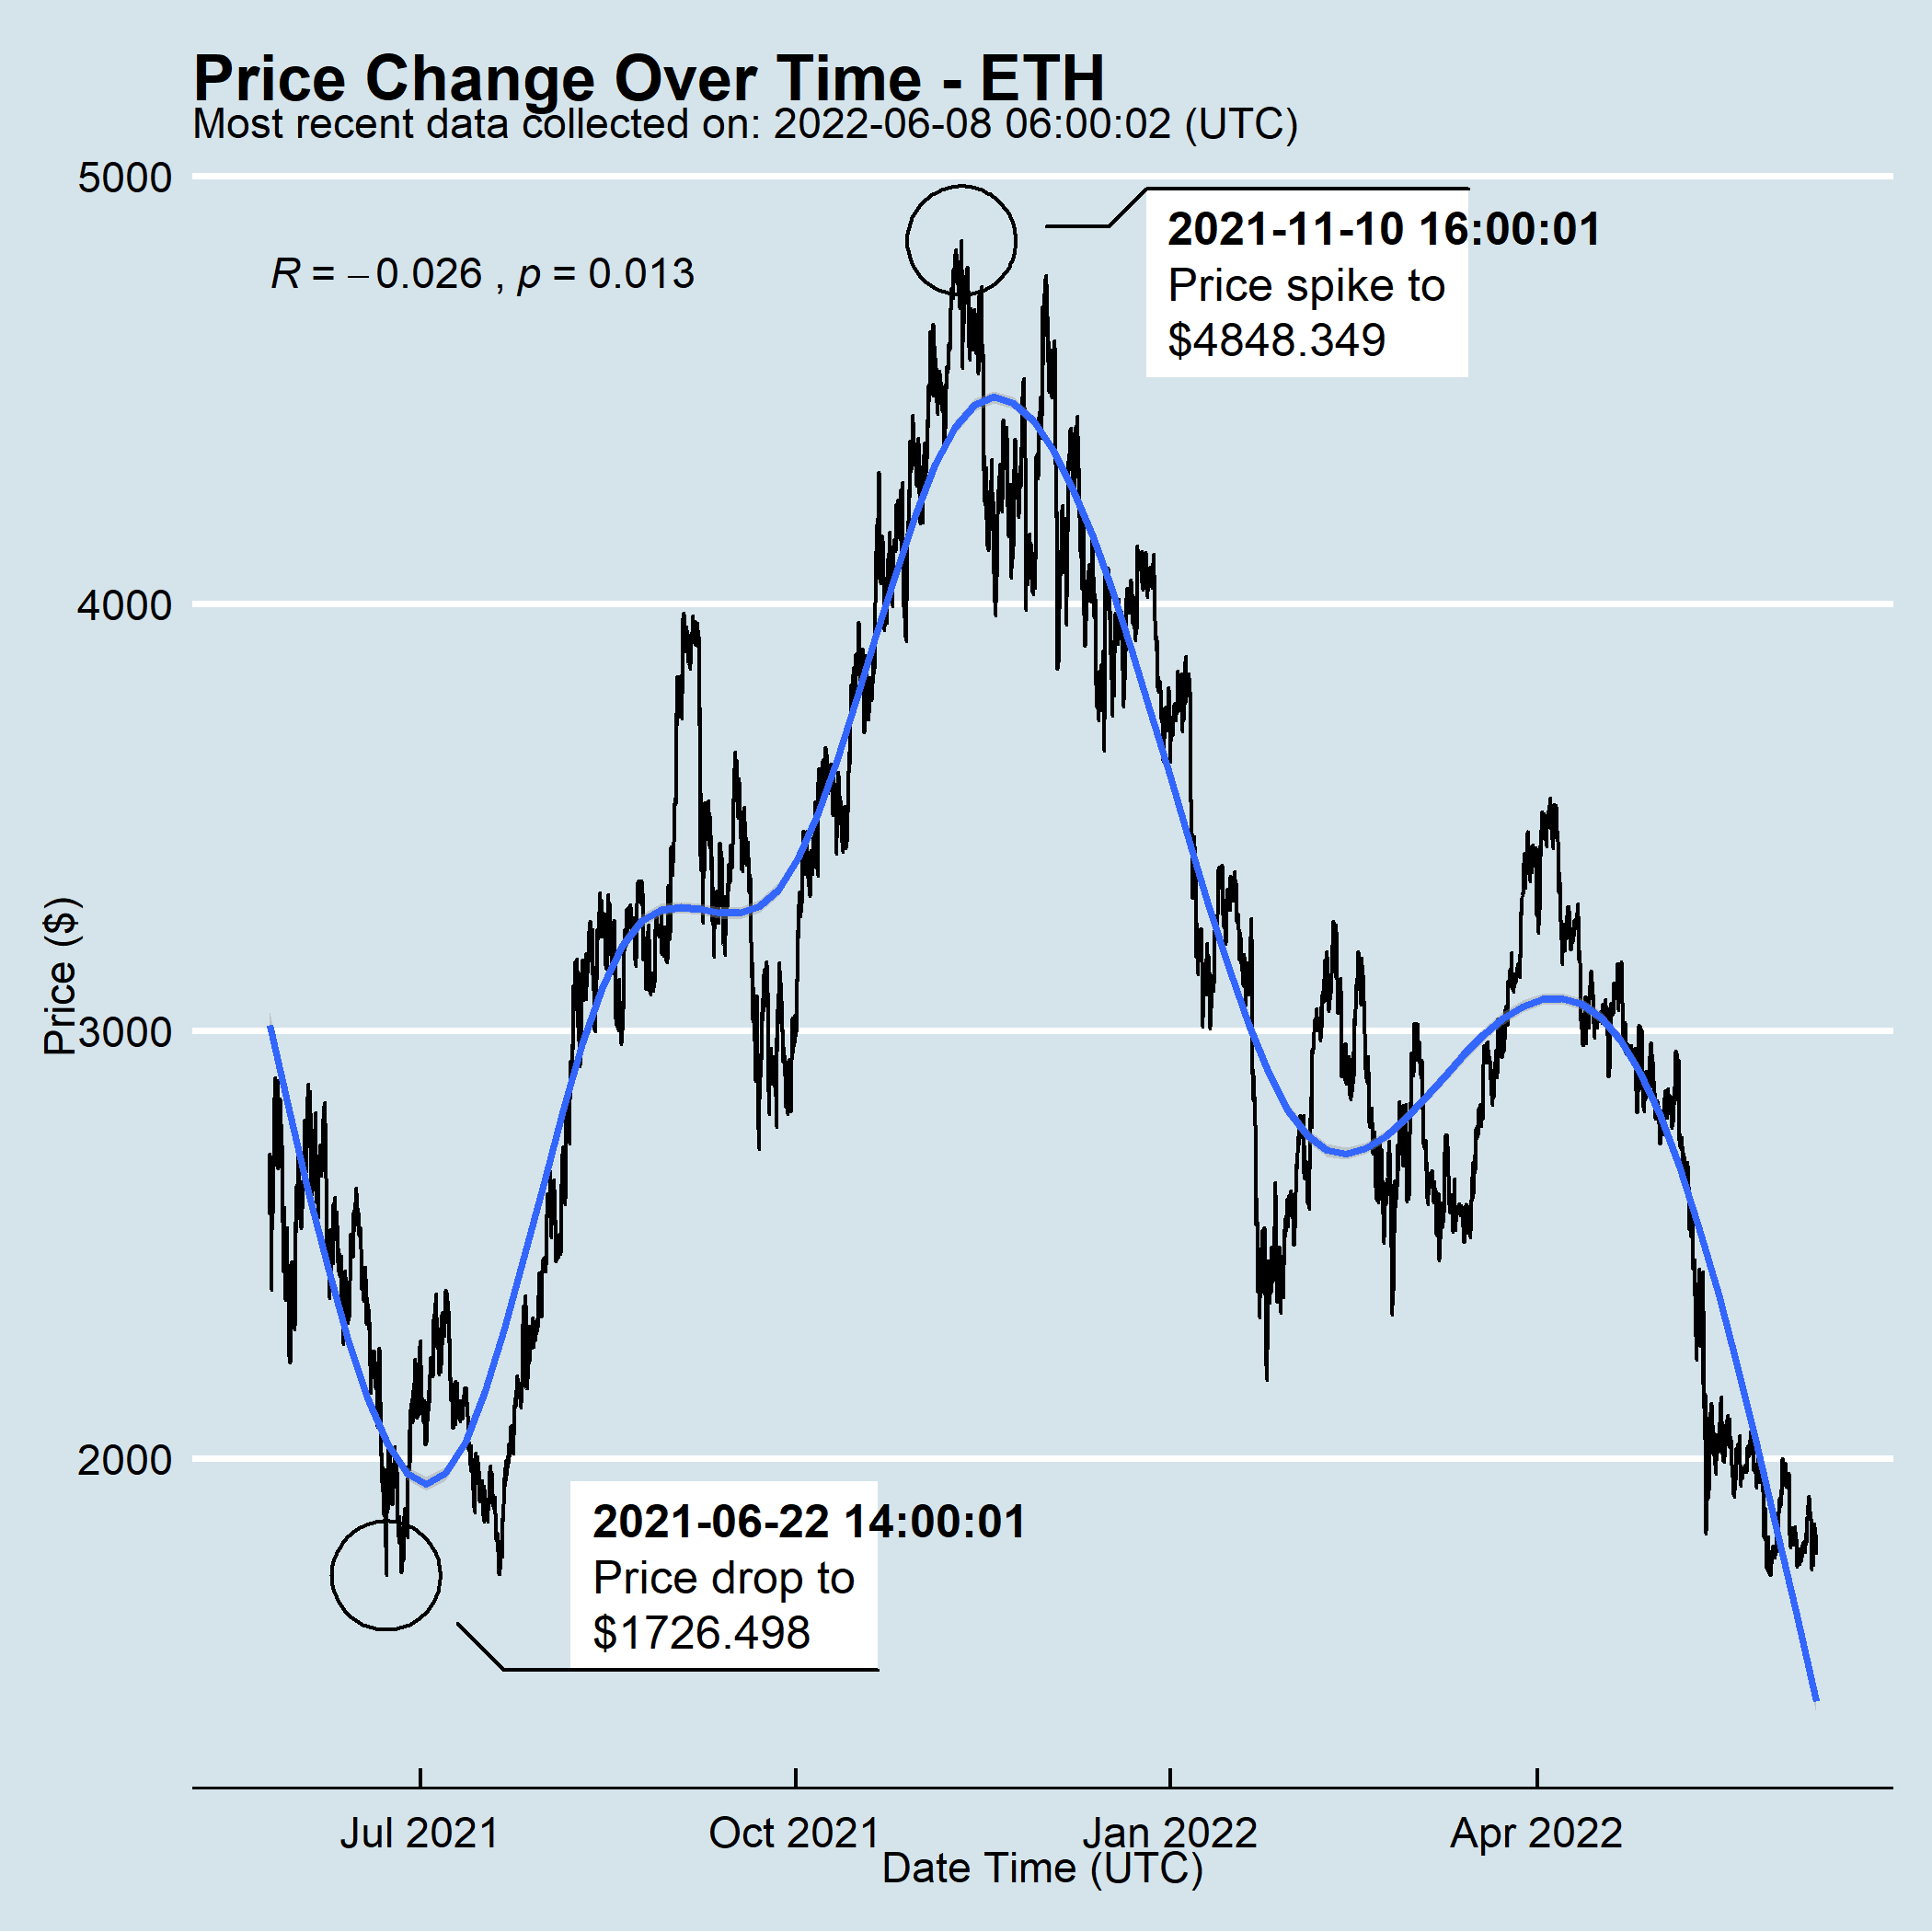 Price Change Over Time - ETH
Most recent data collected on: 2022-06-08 06:00:02 (UTC)
5000
2021-11-10 16:00:01
Price spike to
$4848.349
R = −0.026 , p = 0.013
4000
Price ($)
3000
2000
2021-06-22 14:00:01
Price drop to
$1726.498
Jul 2021
Oct 2021
Jan 2022
Apr 2022
Date Time (UTC)